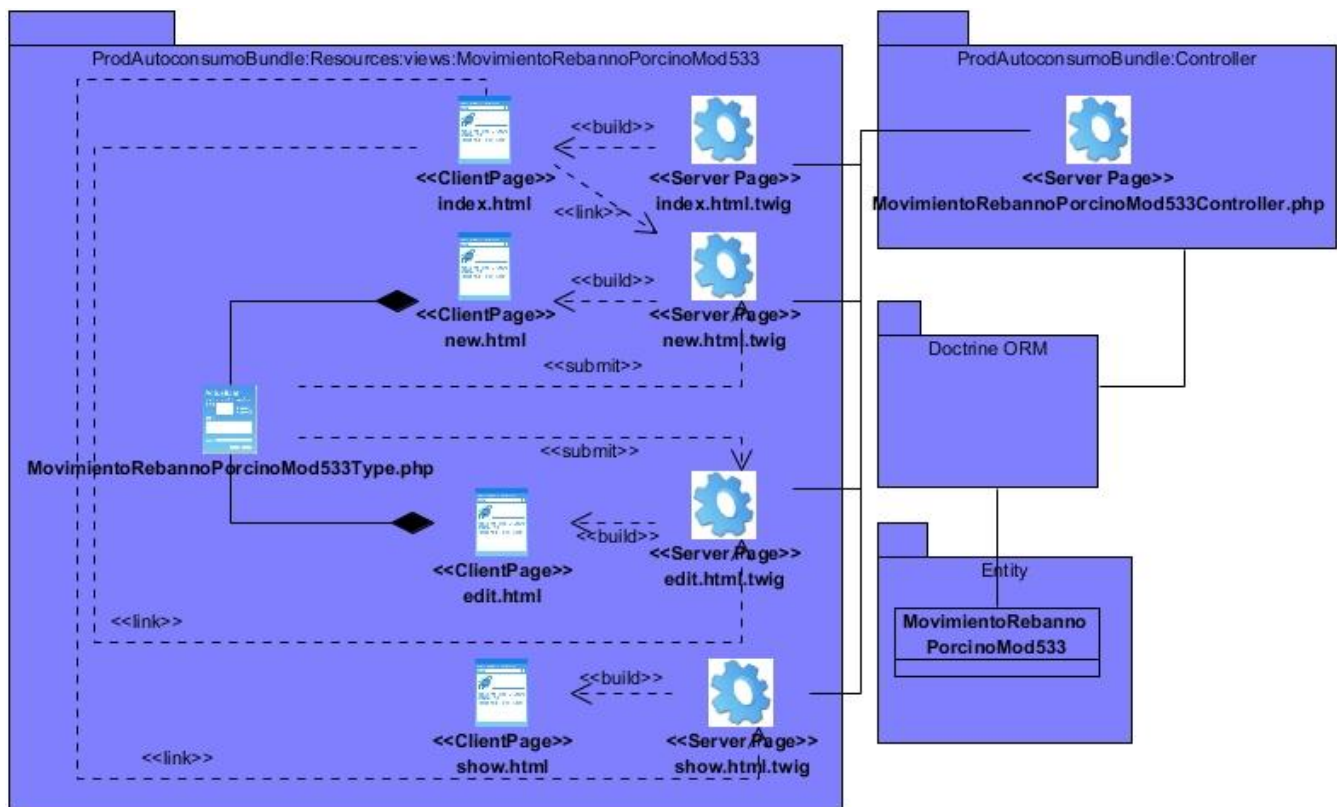 ProdAutoconsumoBundle:Resources:views:MovimientoRebannoPorcinoMod533
<<build>>
<<ClientPage>>
index.html
<<Server Page>>
index.html.twig
<<link>>
<<build>>
<<ClientPage>>
new.html
<<Server Page>>
new.html.twig
<<submit>>
MovimientoRebannoPorcinoMod533Type.php
<<submit>>
<<build>>
<<ClientPage>>
edit.html
<<Server Page>>
edit.html.twig
<<link>>
<<build>>
<<ClientPage>>
show.html
<<Server Page>>
show.html.twig
<<link>>
ProdAutoconsumoBundle:Controller
<<Server Page>>
MovimientoRebannoPorcinoMod533Controller.php
Doctrine ORM
Entity
MovimientoRebanno
PorcinoMod533